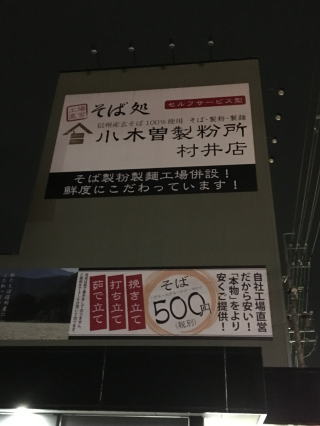 工場直営
そば処
セルフサービス型
信州産玄そば100%使用 そば・製粉・製麺
小木曽製粉所
村井店
そば製粉製麺工場併設!
鮮度にこだわっています!
自社工場直営
だから安い!
「本物」をより
安くご提供!
そば
500円
(税別)
挽き立て
打ち立て
茹で立て